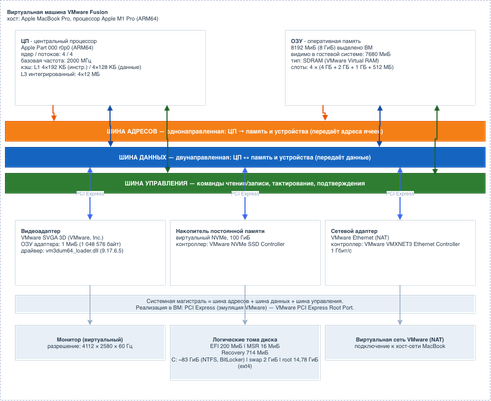 Виртуальная машина VMware Fusion
хост: Apple MacBook Pro, процессор Apple M1 Pro (ARM64)
ЦП - центральный процессор
Apple Part 000 r0p0 (ARM64)
ядер / потоков: 4 / 4
базовая частота: 2000 МГц
кэш: L1 4×192 КБ (инстр.) / 4×128 КБ (данные)
L3 интегрированный: 4×12 МБ
ОЗУ - оперативная память
8192 МиБ (8 ГиБ) выделено ВМ
видимо в гостевой системе: 7680 МиБ
тип: SDRAM (VMware Virtual RAM)
слоты: 4 × (4 ГБ + 2 ГБ + 1 ГБ + 512 МБ)
ШИНА АДРЕСОВ — однонаправленная: ЦП → память и устройства (передаёт адреса ячеек)
ШИНА ДАННЫХ — двунаправленная: ЦП ↔ память и устройства (передаёт данные)
ШИНА УПРАВЛЕНИЯ — команды чтения/записи, тактирование, подтверждения
PCI Express PCI Express PCI Express
Видеоадаптер
VMware SVGA 3D (VMware, Inc.)
ОЗУ адаптера: 1 МиБ (1 048 576 байт)
драйвер: vm3dum64_loader.dll (9.17.6.5)
Накопитель постоянной памяти
виртуальный NVMe, 100 ГиБ
контроллер: VMware NVMe SSD Controller
Сетевой адаптер
VMware Ethernet (NAT)
контроллер: VMware VMXNET3 Ethernet Controller
1 Гбит/с
Системная магистраль = шина адресов + шина данных + шина управления.
Реализация в ВМ: PCI Express (эмуляция VMware) — VMware PCI Express Root Port.
Монитор (виртуальный)
разрешение: 4112 × 2580 × 60 Гц
Логические тома диска
EFI 200 МиБ | MSR 16 МиБ
Recovery 714 МиБ
C: ~83 ГиБ (NTFS, BitLocker) | swap 2 ГиБ | root 14,78 ГиБ
(ext4)
Виртуальная сеть VMware (NAT)
подключение к хост-сети MacBook